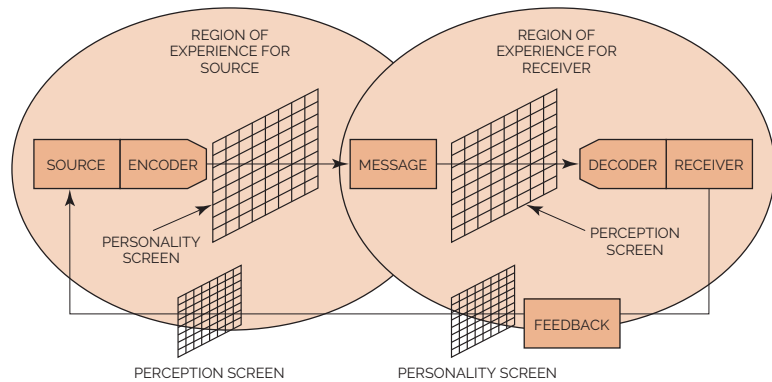 REGION OF
EXPERIENCE FOR
SOURCE
REGION OF
EXPERIENCE FOR
RECEIVER
SOURCE
ENCODER
MESSAGE
DECODER
RECEIVER
PERSONALITY
SCREEN
PERCEPTION
SCREEN
FEEDBACK
PERCEPTION SCREEN
PERSONALITY SCREEN